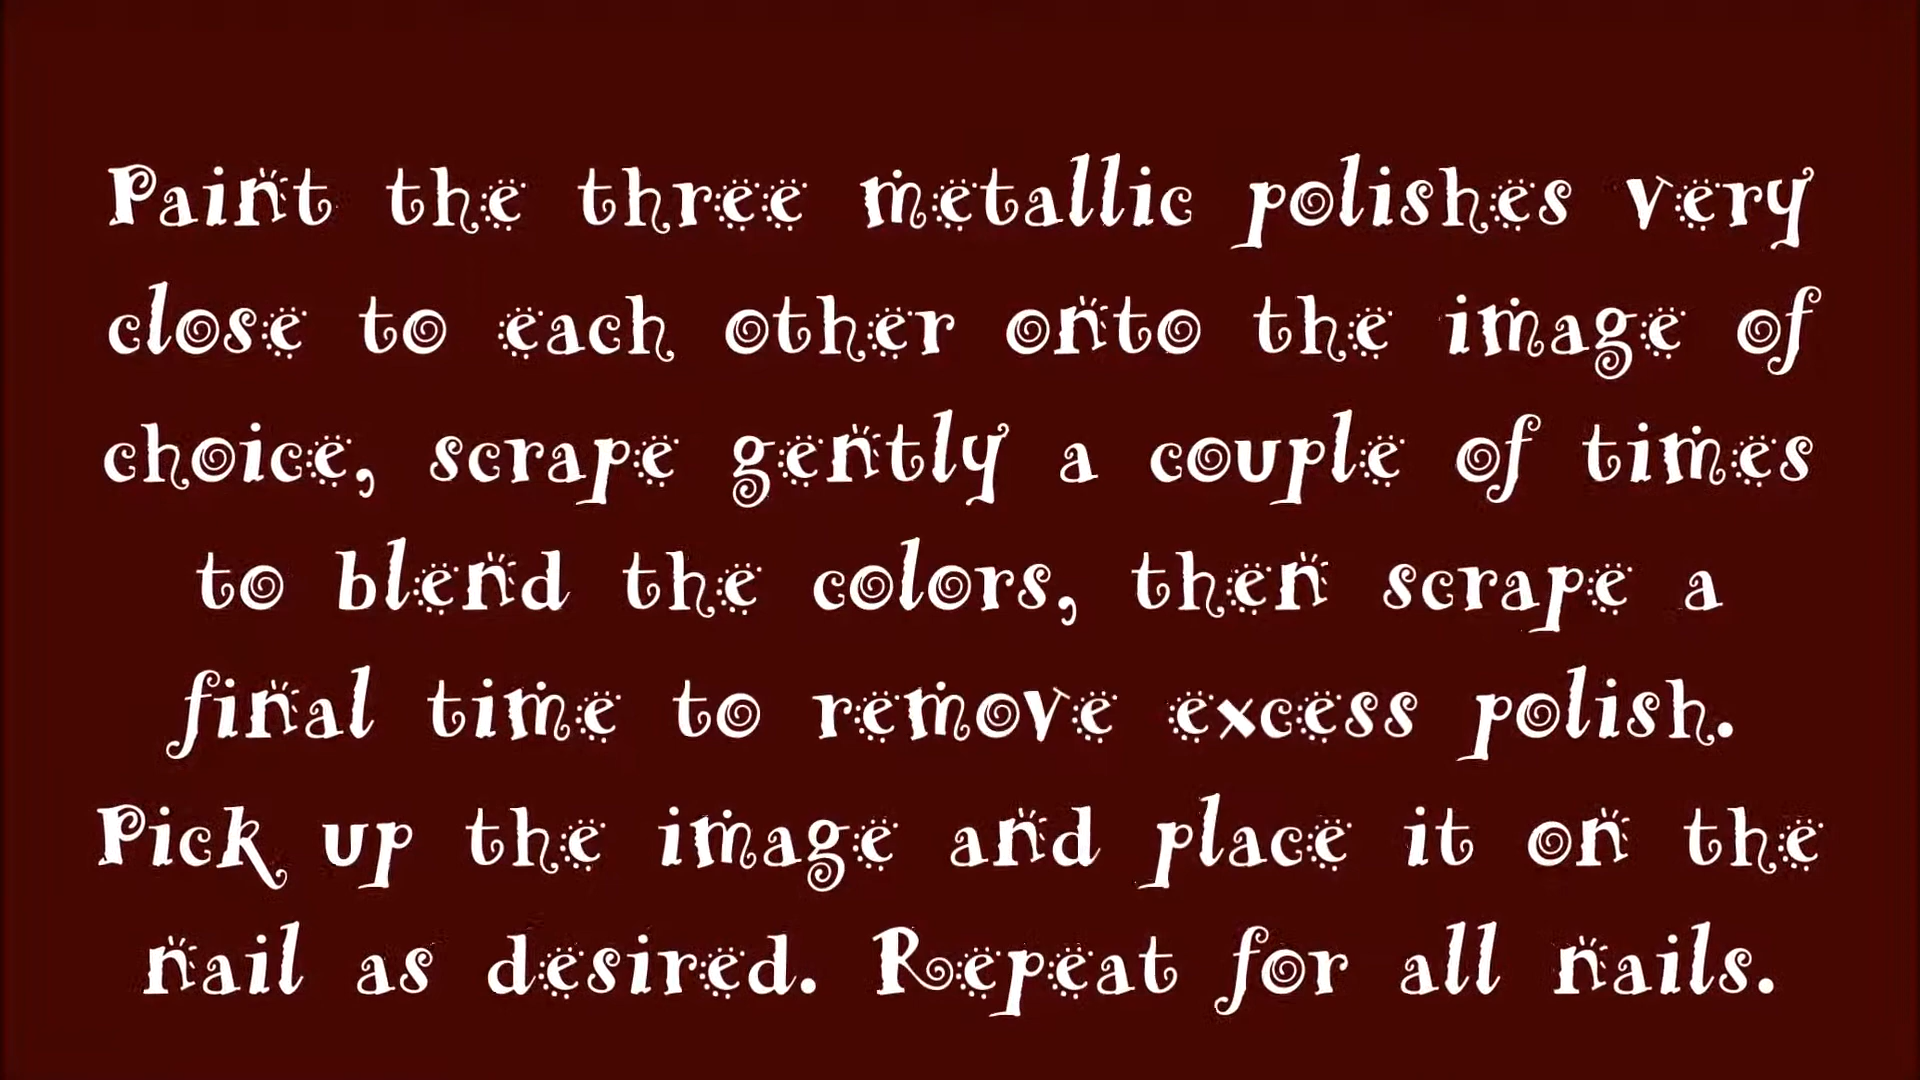 Paint the three metallic polishes very
close to each other onto the image of
choice, scrape gently a couple of times
to blend the colors, then scrape a
final time to remove excess polish.
Pick up the image and place it on the
nail as desired. Repeat for all nails.